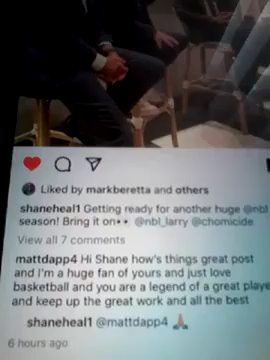 Liked by markberetta and others
shaneheal1 Getting ready for another huge @nbl
season! Bring it on👀 @nbl_larry @chomicide
View all 7 comments
mattdapp4 Hi Shane how's things great post
and I'm a huge fan of yours and just love
basketball and you are a legend of a great playe
and keep up the great work and all the best
shaneheal1 @mattdapp4 🙏
6 hours ago